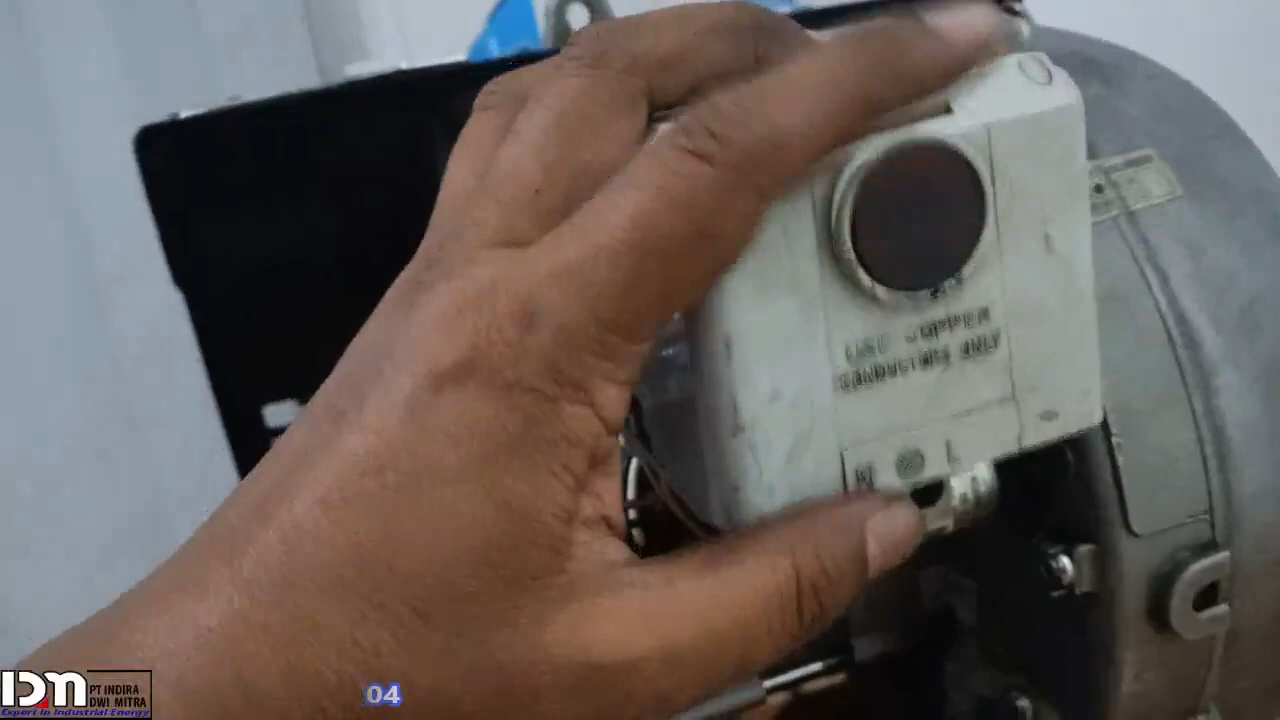 USE COPPER
CONDUCTORS ONLY
N L
IDM
PT INDIRA
DWI MITRA
Expert in Industrial Energy
04